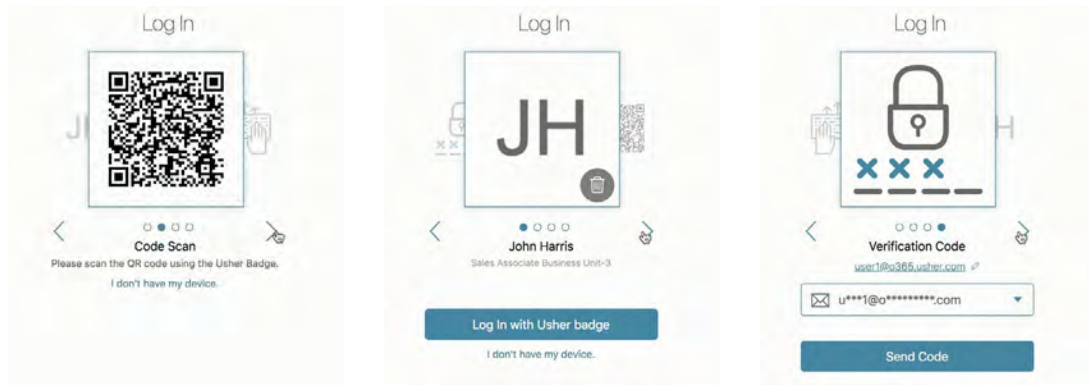 Log In
Code Scan
Please scan the QR code using the Usher Badge.
I don't have my device.
Log In
JH
John Harris
Sales Associate Business Unit-3
Log In with Usher badge
I don't have my device.
Log In
Verification Code
user1@o365.usher.com
u***1@o*********.com
Send Code